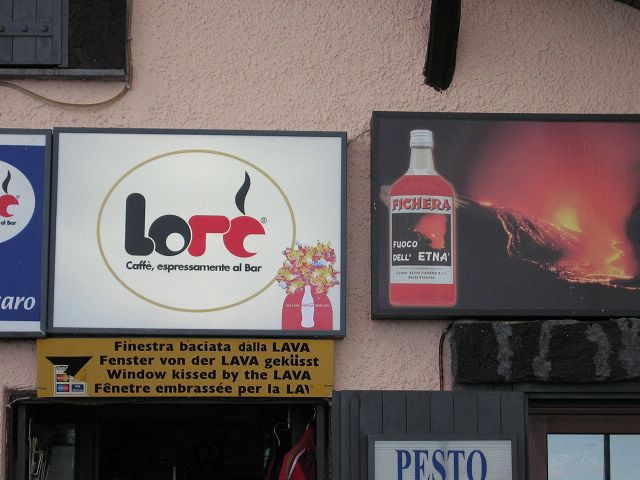 aro
Lorè®
Caffè, espressamente al Bar
FICHERA
FUOCO
DELL' ETNA'
Finestra baciata dalla LAVA
Fenster von der LAVA geküsst
Window kissed by the LAVA
Fênetre embrassée per la LAV
PESTO